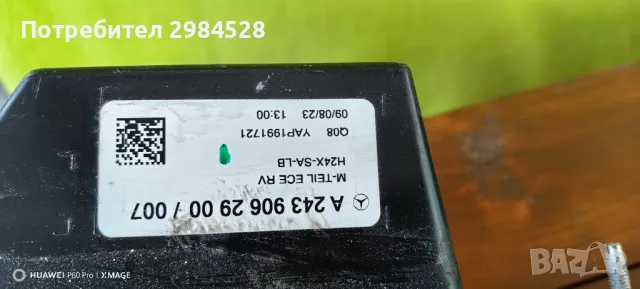 Потребител 2984528
A 243 906 29 00 / 007
M-TEIL ECE RV
H24X-SA-LB
Q08 YAP1991721
09/08/23 13:00
HUAWEI P60 Pro | XMAGE
bazar